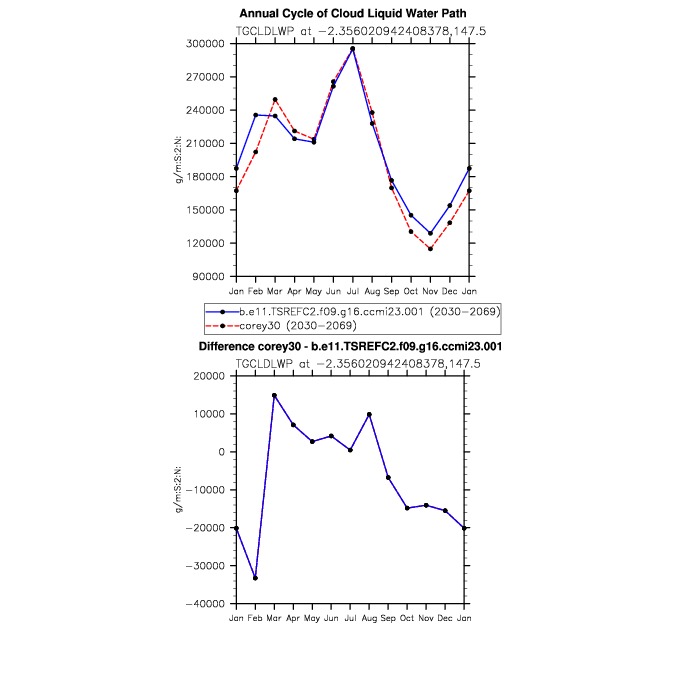 Annual Cycle of Cloud Liquid Water Path
TGCLDLWP at −2.356020942408378,147.5
300000
270000
240000
210000
180000
150000
120000
90000
g/m:S:2:N:
Jan Feb Mar Apr May Jun Jul Aug Sep Oct Nov Dec Jan
b.e11.TSREFC2.f09.g16.ccmi23.001 (2030−2069)
corey30 (2030−2069)
Difference corey30 - b.e11.TSREFC2.f09.g16.ccmi23.001
TGCLDLWP at −2.356020942408378,147.5
20000
10000
0
−10000
−20000
−30000
−40000
g/m:S:2:N:
Jan Feb Mar Apr May Jun Jul Aug Sep Oct Nov Dec Jan